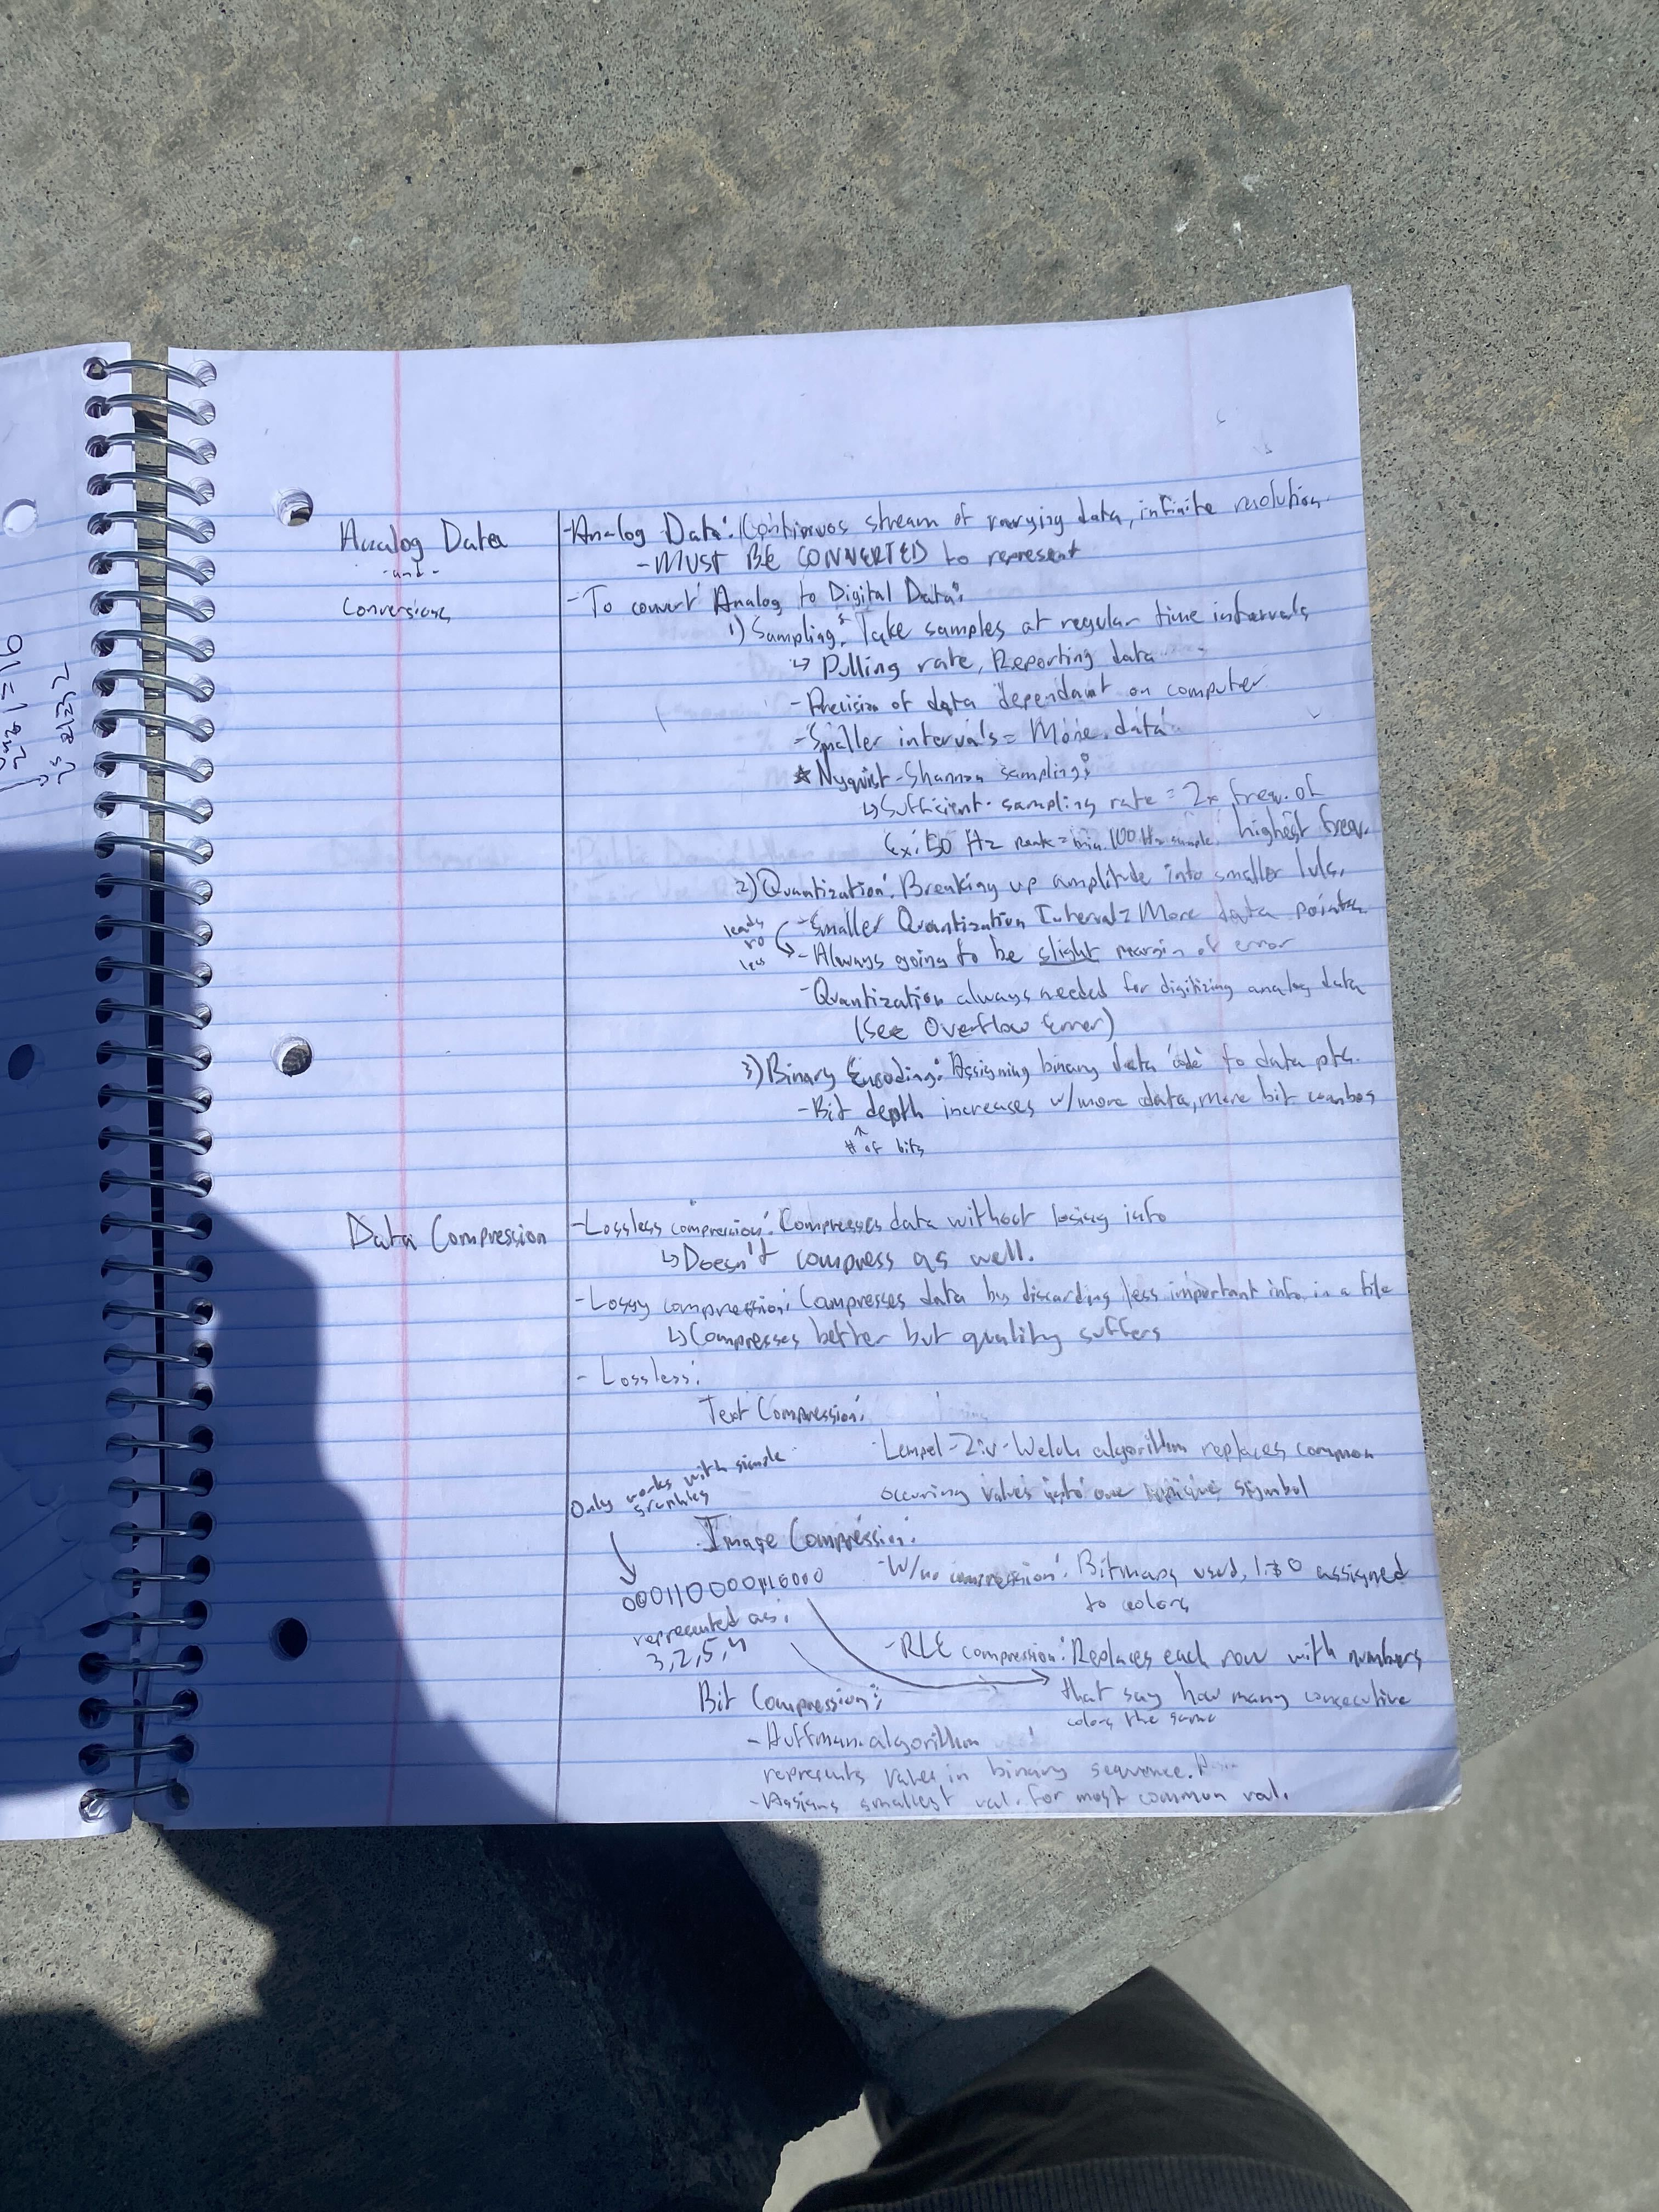 Analog Data
-and-
Conversions
-Analog Data: Continuos stream of varying data, infinite resolution
-MUST BE CONVERTED to represent
-To convert Analog to Digital Data:
1) Sampling: Take samples at regular time intervals
↳ Pulling rate, Reporting data
-Precision of data dependant on computer
-Smaller intervals = More data
★ Nyquist-Shannon sampling:
↳ Sufficient sampling rate = 2x freq. of
highest freq.
Ex: 50 Hz peak = min. 100 Hz sample
2) Quantization: Breaking up amplitude into smaller lvls.
-Smaller Quantization Interval = More data points
leads
to
less
-Always going to be slight margin of error
-Quantization always needed for digitizing analog data
(See Overflow Error)
3) Binary Encoding: Assigning binary data code to data pts.
-Bit depth increases w/more data, more bit combos
↑
# of bits
Data Compression
-Lossless compression: Compresses data without losing info
↳ Doesn't compress as well.
-Lossy compression: Compresses data by discarding less important info in a file
↳ Compresses better but quality suffers
- Lossless:
Text Compression:
-Lempel-Ziv-Welch algorithm replaces common
occuring values into one symbol
Only works with simple
graphics
Image Compression:
-W/no compression: Bitmaps used, 1 & 0 assigned
to colors
represented as:
3,2,5,4
-RLE compression: Replaces each row with numbers
that say how many consecutive
colors the same
Bit Compression:
-Huffman algorithm
represents values in binary sequence.
-Assigns smallest val. for most common val.